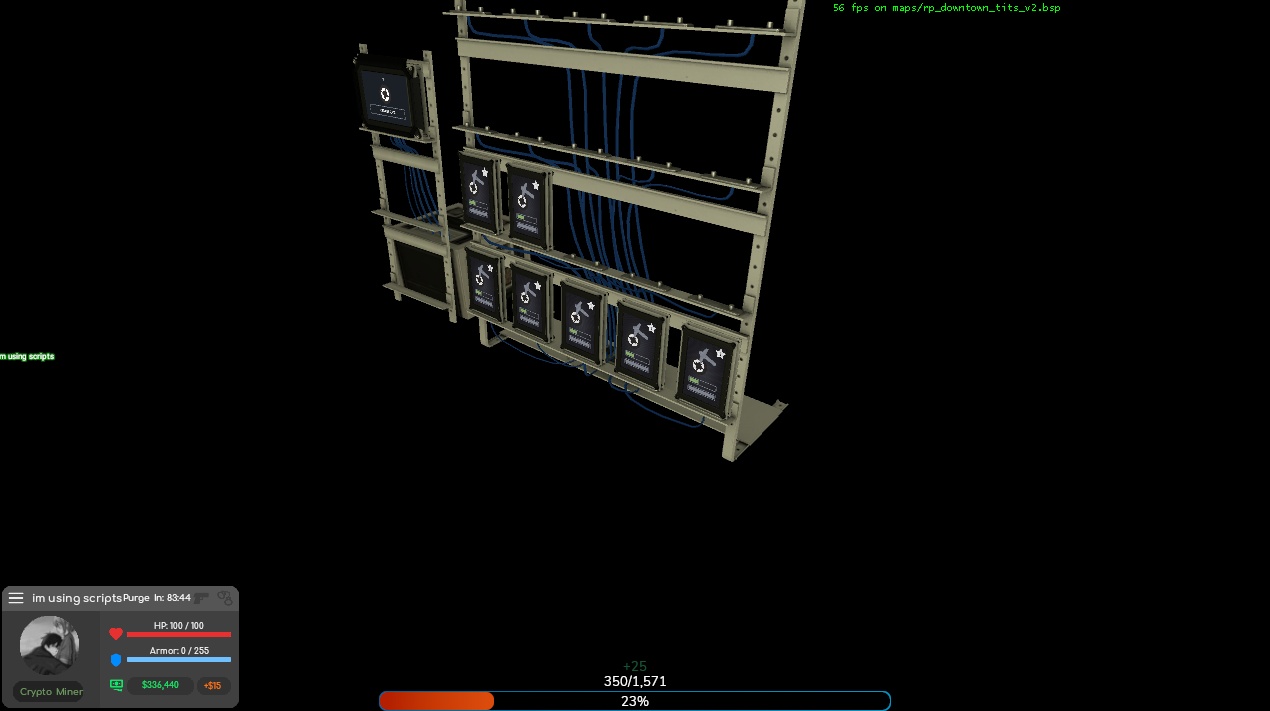 56 fps on maps/rp_downtown_tits_v2.bsp
m using scripts
im using scripts
Purge In: 83:44
HP: 100 / 100
Armor: 0 / 255
Crypto Miner
$336,440
+$15
+25
350/1,571
23%